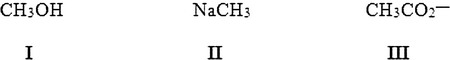 CH3OH NaCH3 CH3CO2—
I II III